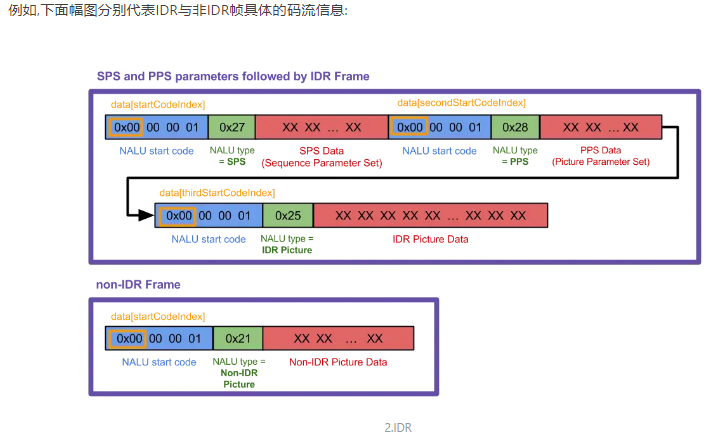 例如,下面幅图分别代表IDR与非IDR帧具体的码流信息:
SPS and PPS parameters followed by IDR Frame
data[startCodeIndex]
data[secondStartCodeIndex]
0x00 00 00 01 0x27 XX XX ... XX 0x00 00 00 01 0x28 XX XX ... XX
NALU start code
NALU type
= SPS
SPS Data
(Sequence Parameter Set)
NALU start code
NALU type
= PPS
PPS Data
(Picture Parameter Set)
data[thirdStartCodeIndex]
0x00 00 00 01 0x25 XX XX XX XX XX ... XX XX XX
NALU start code
NALU type =
IDR Picture
IDR Picture Data
non-IDR Frame
data[startCodeIndex]
0x00 00 00 01 0x21 XX XX ... XX
NALU start code
NALU type =
Non-IDR
Picture
Non-IDR Picture Data
2.IDR